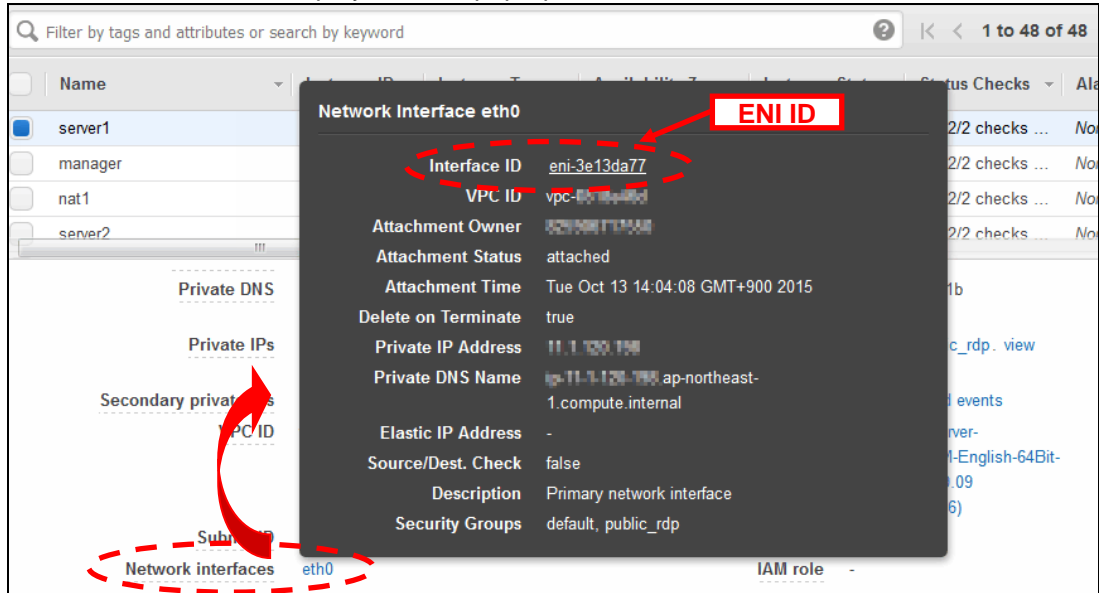 Filter by tags and attributes or search by keyword
1 to 48 of 48
Name
Status Checks
server1
2/2 checks ...
manager
2/2 checks ...
nat1
2/2 checks ...
server2
2/2 checks ...
Network Interface eth0
ENI ID
Interface ID eni-3e13da77
VPC ID vpc-
Attachment Owner
Attachment Status attached
Attachment Time Tue Oct 13 14:04:08 GMT+900 2015
Delete on Terminate true
Private IP Address
Private DNS Name .ap-northeast-
1.compute.internal
Elastic IP Address -
Source/Dest. Check false
Description Primary network interface
Security Groups default, public_rdp
Private DNS
1b
Private IPs
c_rdp. view
Secondary private
events
VPC ID
rver-
-English-64Bit-
.09
6)
Network interfaces eth0
IAM role -